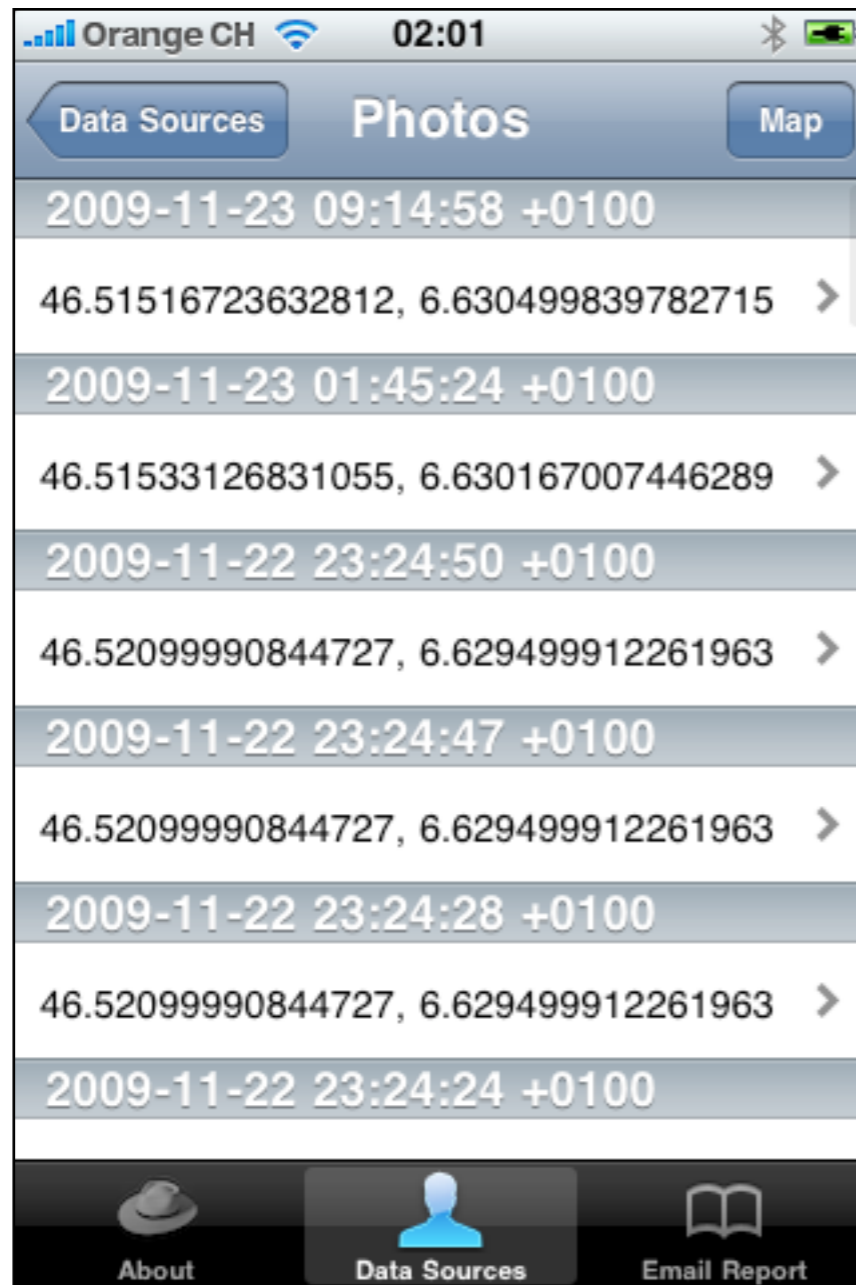 Orange CH 02:01
Data Sources Photos Map
2009-11-23 09:14:58 +0100
46.51516723632812, 6.630499839782715
2009-11-23 01:45:24 +0100
46.51533126831055, 6.630167007446289
2009-11-22 23:24:50 +0100
46.52099990844727, 6.629499912261963
2009-11-22 23:24:47 +0100
46.52099990844727, 6.629499912261963
2009-11-22 23:24:28 +0100
46.52099990844727, 6.629499912261963
2009-11-22 23:24:24 +0100
About Data Sources Email Report